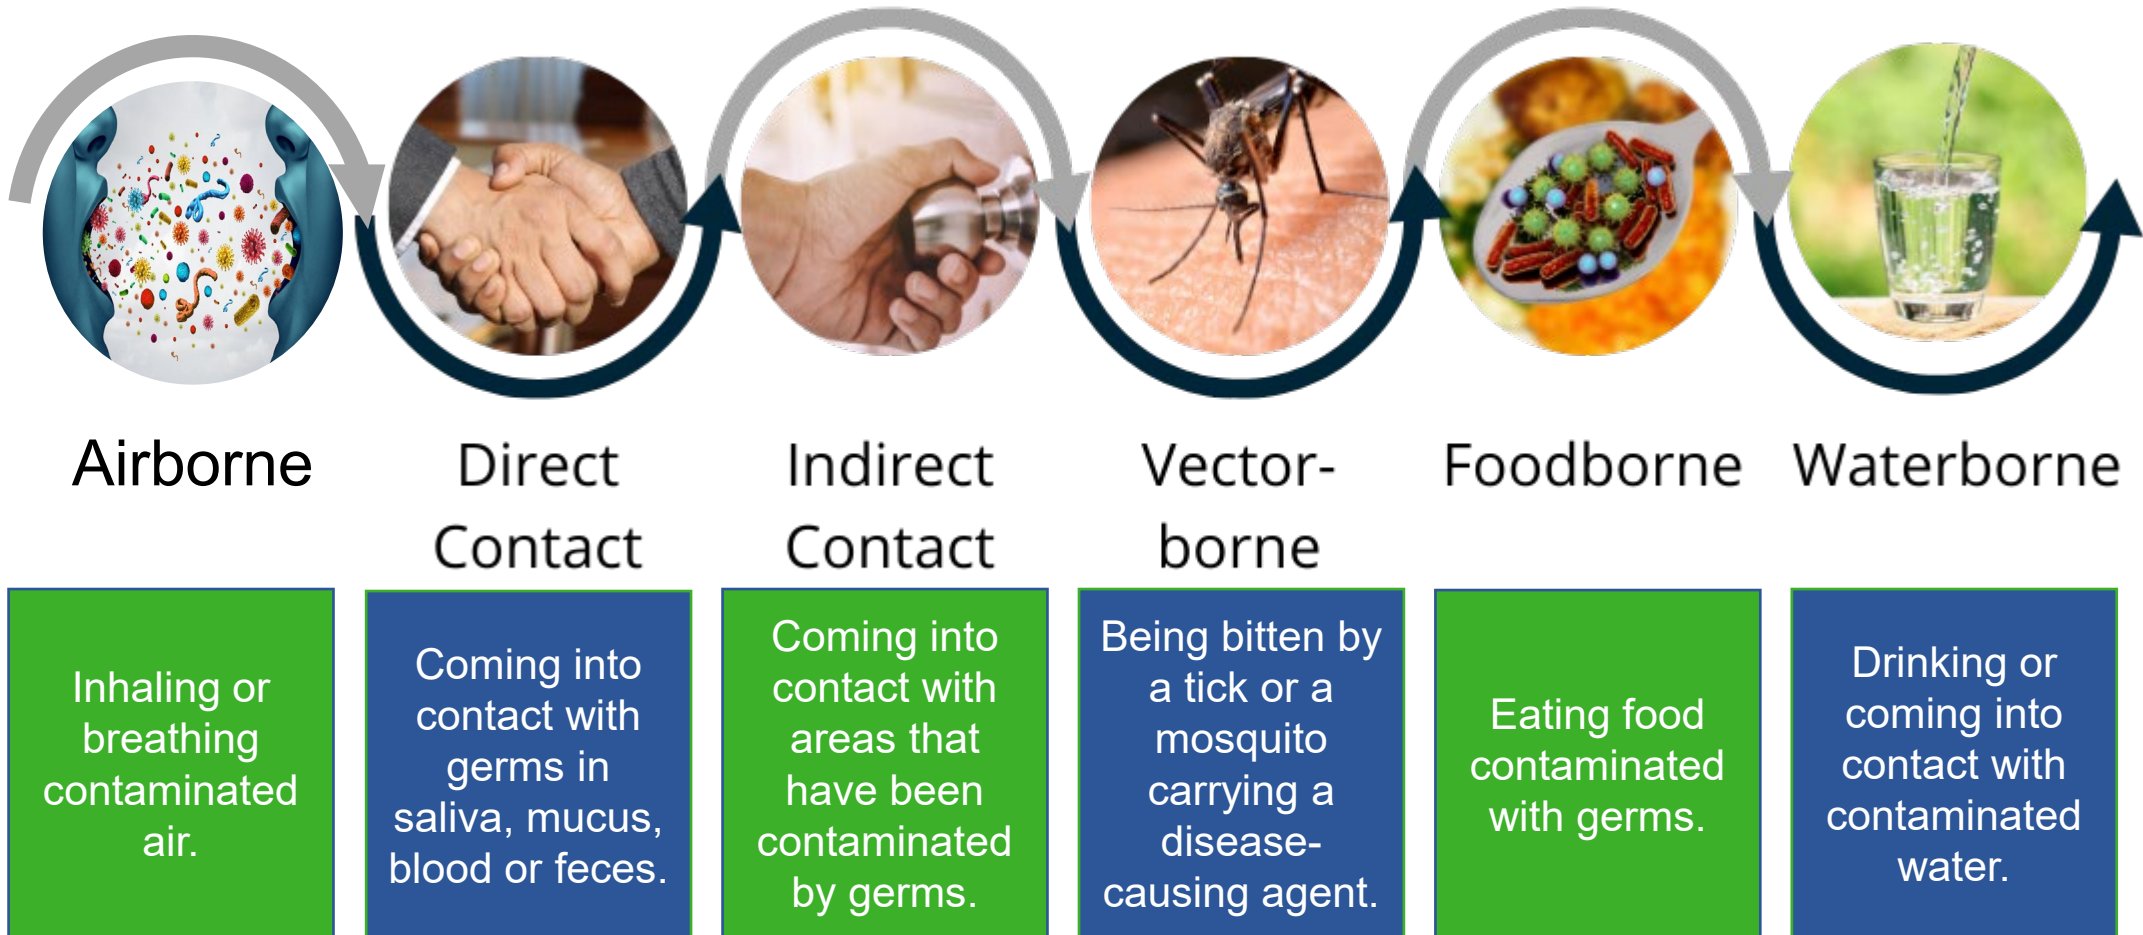 Airborne
Direct
Contact
Indirect
Contact
Vector-
borne
Foodborne
Waterborne
Inhaling or
breathing
contaminated
air.
Coming into
contact with
germs in
saliva, mucus,
blood or feces.
Coming into
contact with
areas that
have been
contaminated
by germs.
Being bitten by
a tick or a
mosquito
carrying a
disease-
causing agent.
Eating food
contaminated
with germs.
Drinking or
coming into
contact with
contaminated
water.